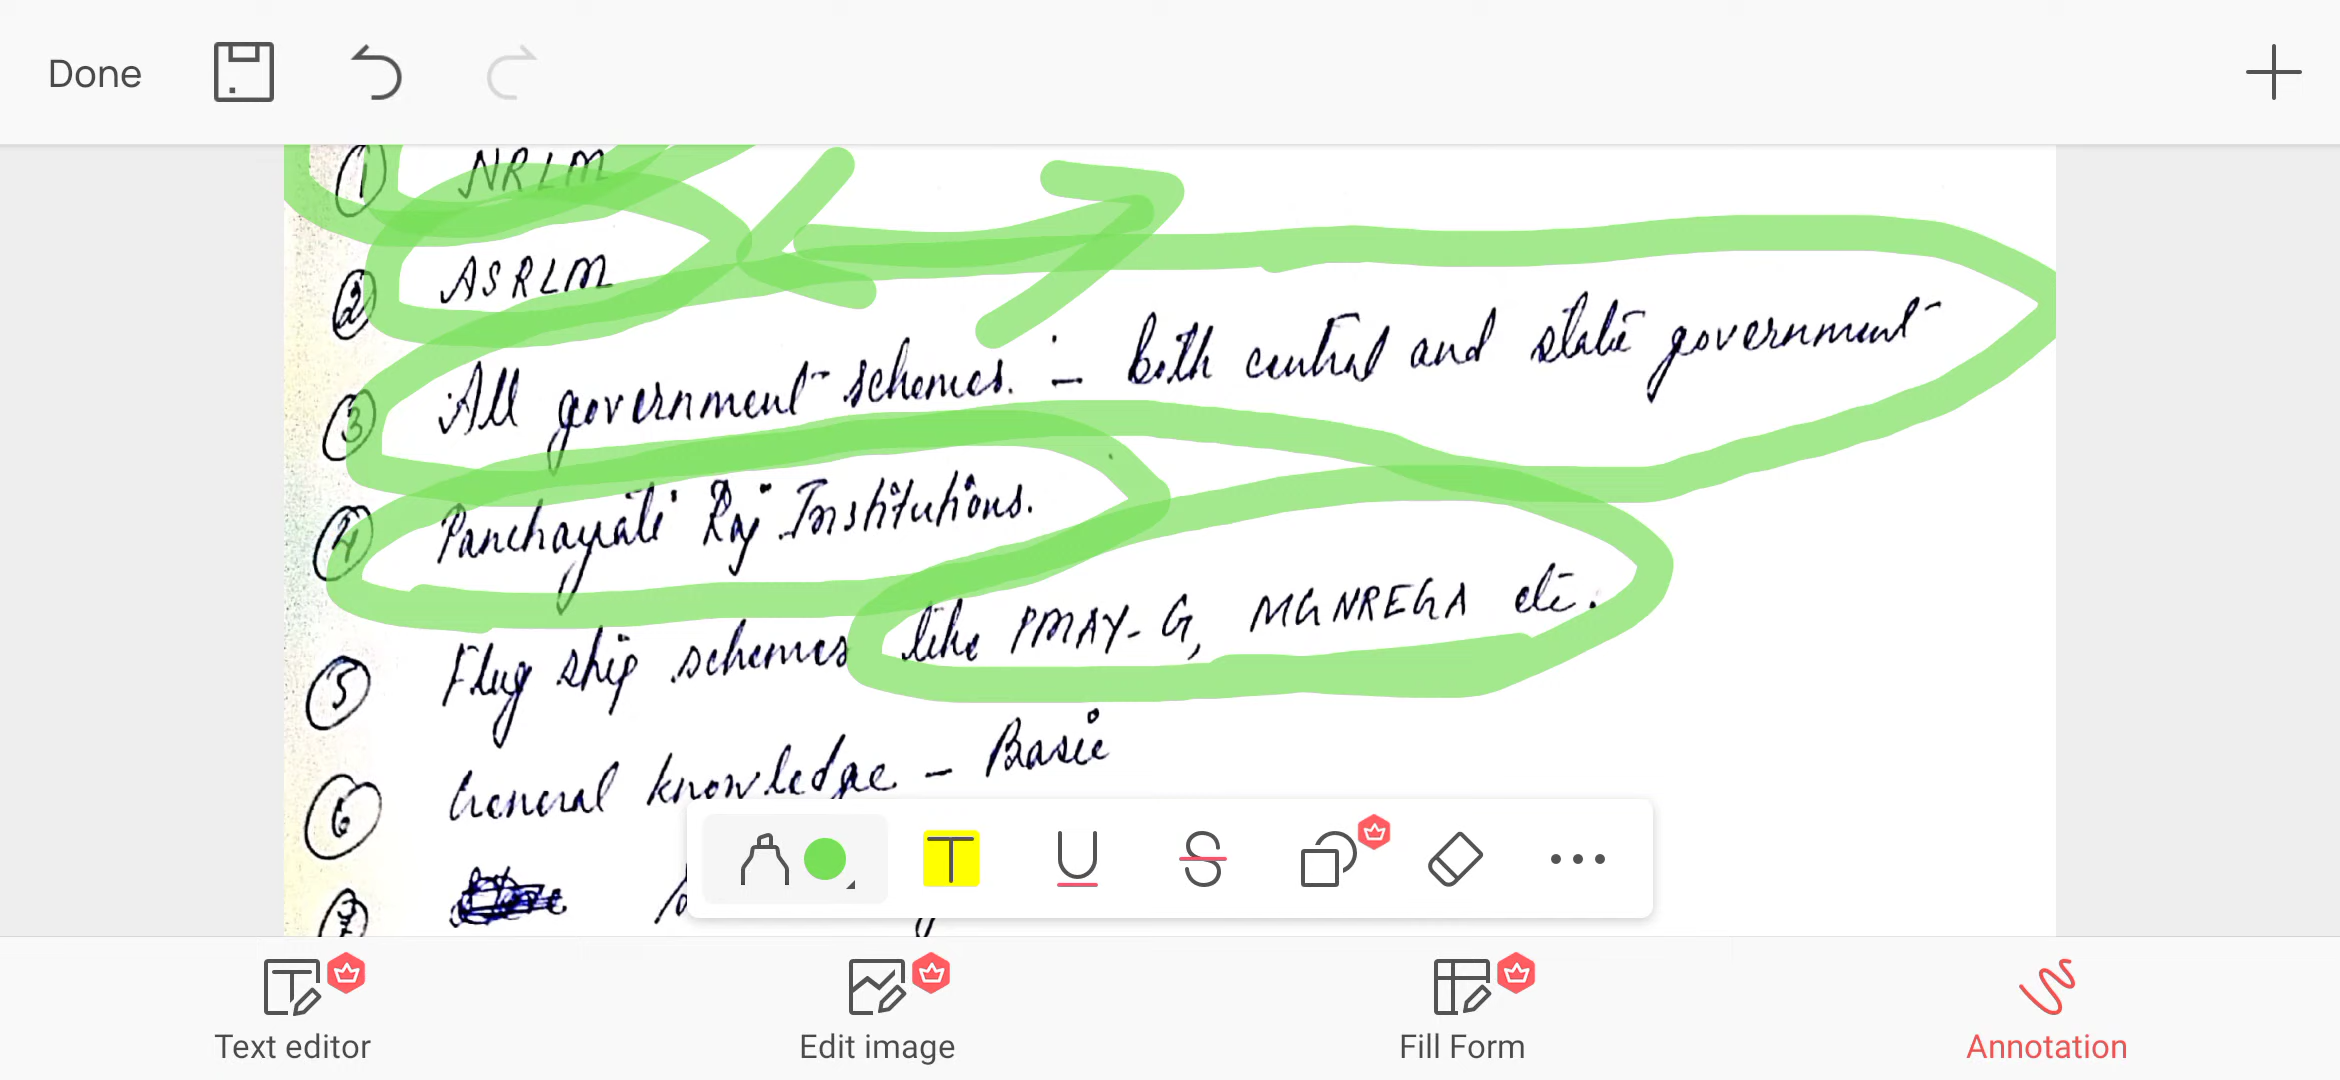 Done
① NRLM
② ASRLM
③ All government schemes. :- both central and state government
④ Panchayati Raj Institutions.
⑤ Flag ship schemes like PMAY-G, MGNREGA etc.
⑥ General knowledge - Basic
⑦
T U S
Text editor Edit image Fill Form Annotation